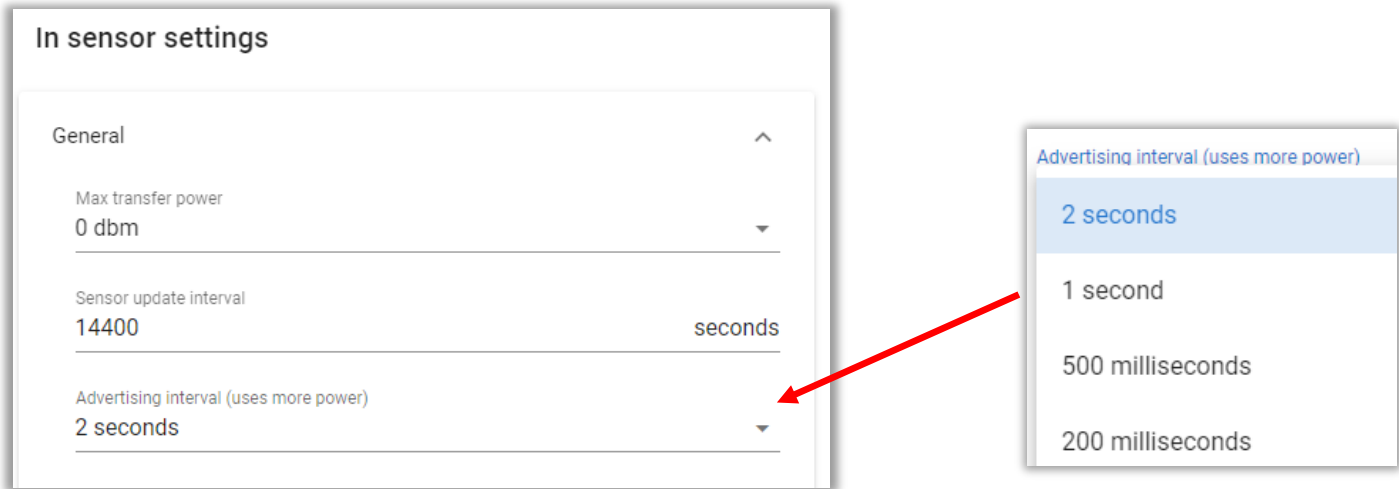 In sensor settings
General
Max transfer power
0 dbm
Sensor update interval
14400 seconds
Advertising interval (uses more power)
2 seconds
Advertising interval (uses more power)
2 seconds
1 second
500 milliseconds
200 milliseconds